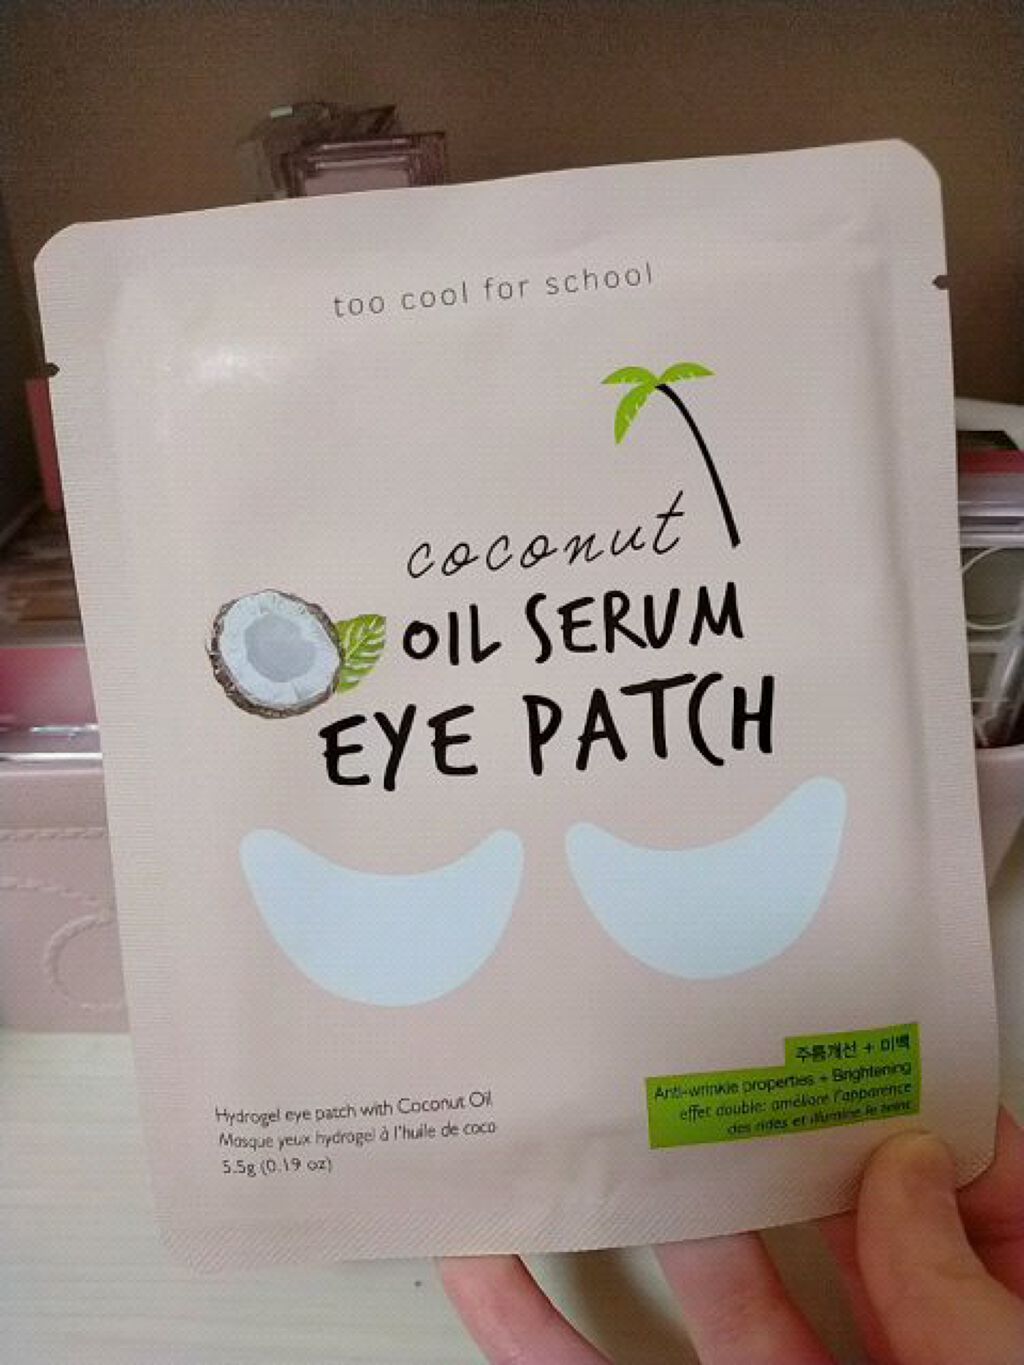 too cool for school
coconut
OIL SERUM
EYE PATCH
주름개선 + 미백
Anti-wrinkle properties + Brightening
effet double: améliore l'apparence
des rides et illumine le teint
Hydrogel eye patch with Coconut Oil
Masque yeux hydrogel à l'huile de coco
5.5g (0.19 oz)